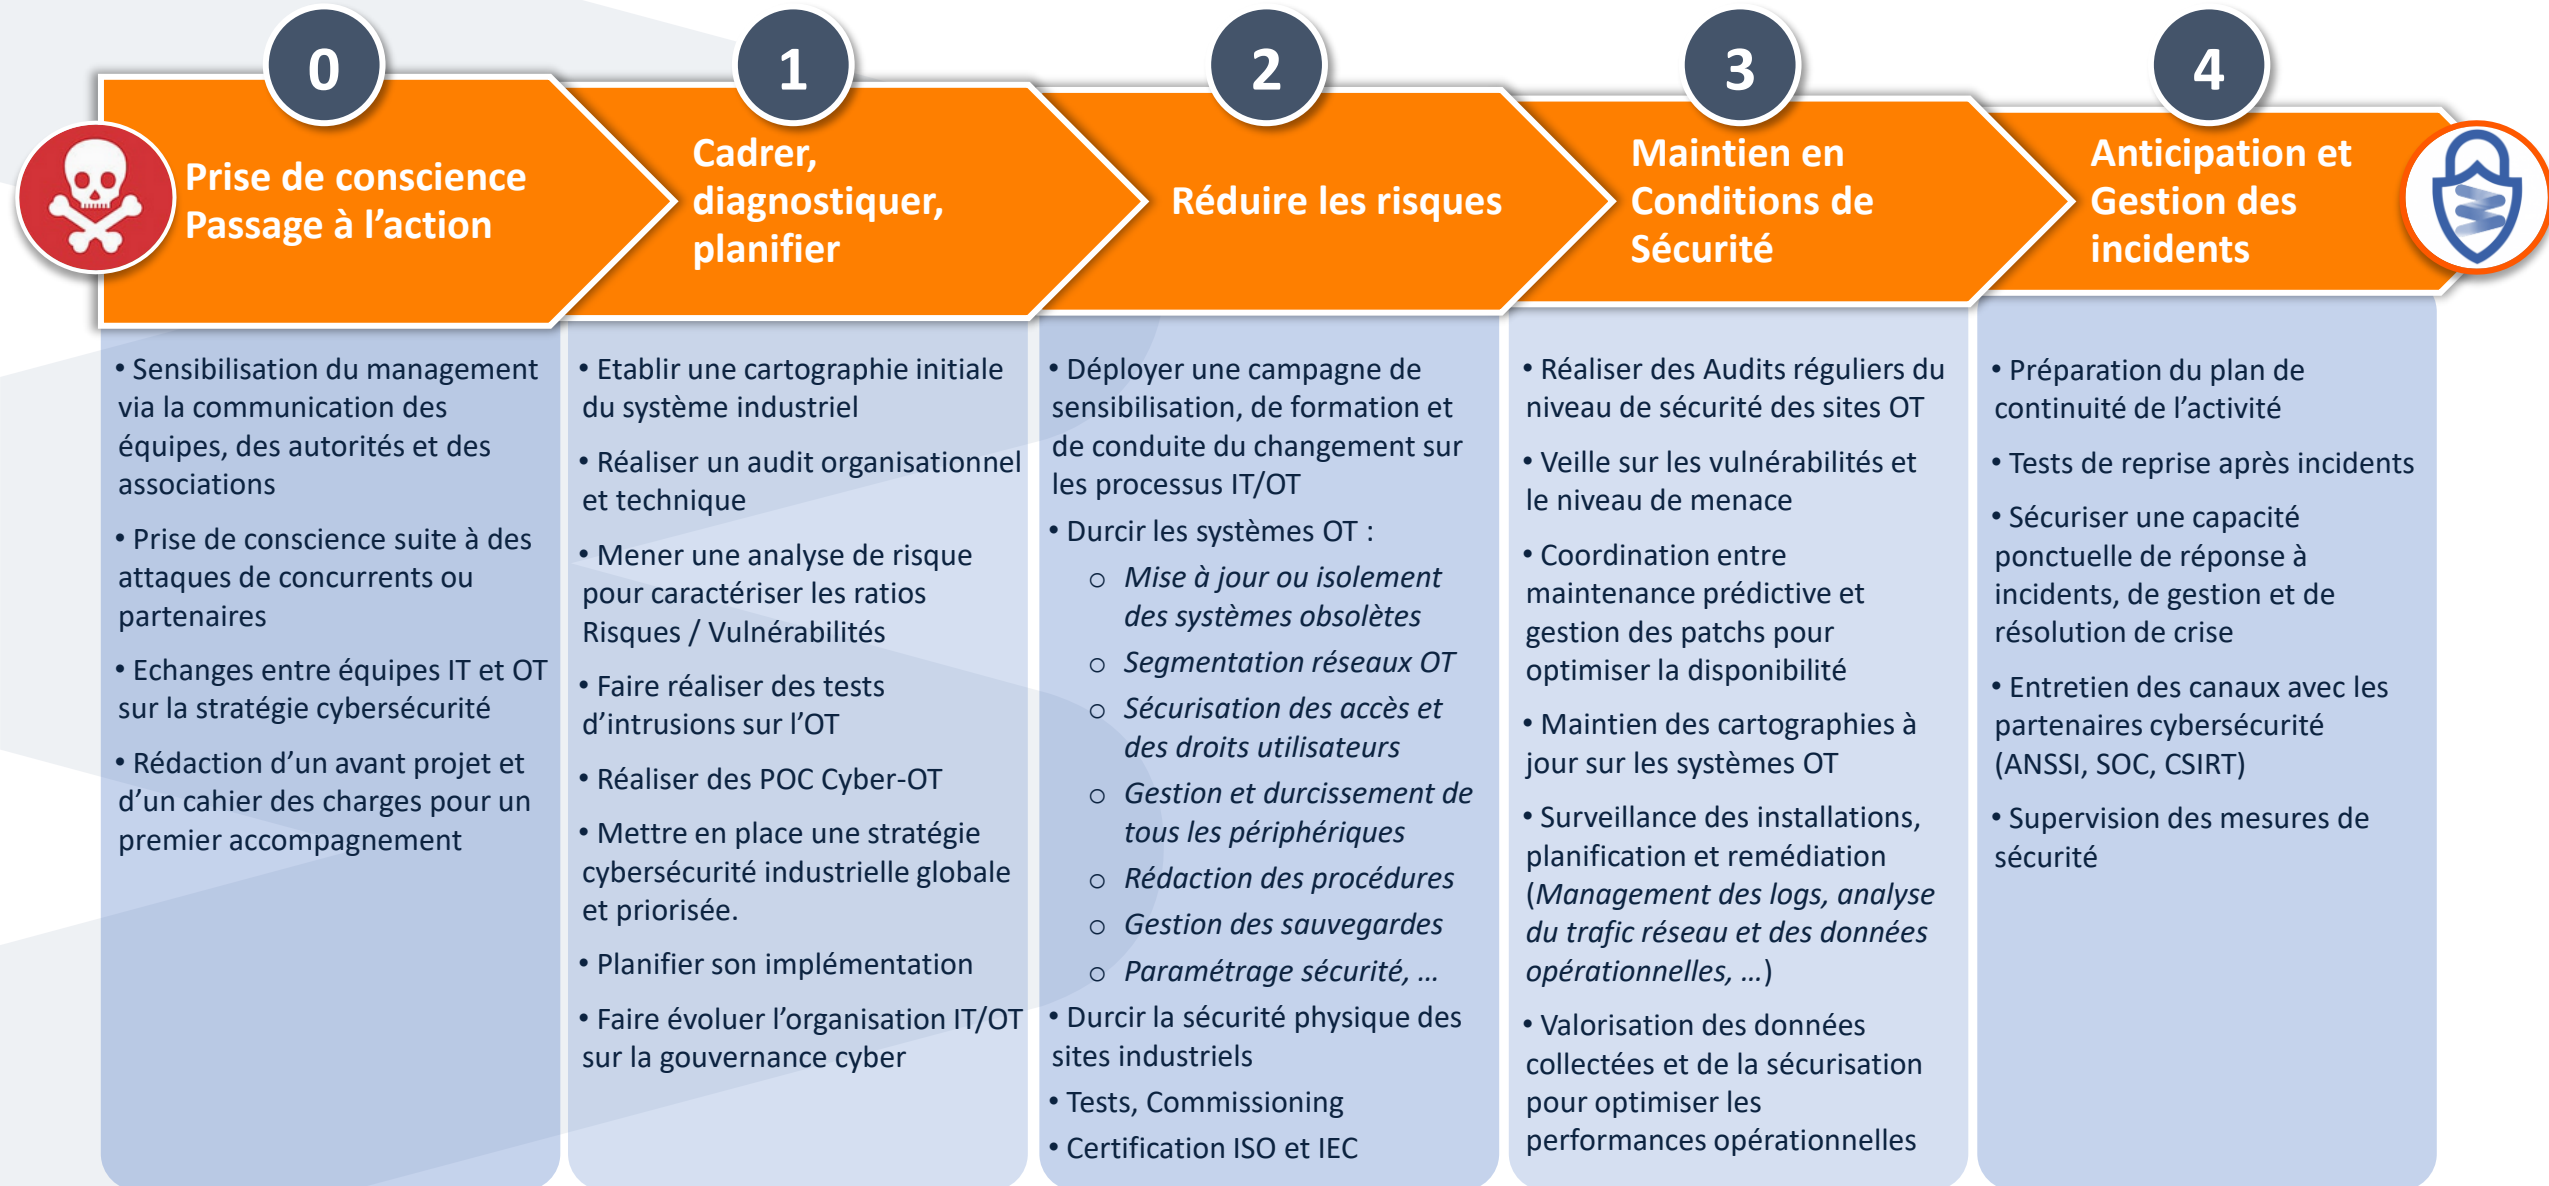 0
Prise de conscience
Passage à l’action
• Sensibilisation du management
via la communication des
équipes, des autorités et des
associations
• Prise de conscience suite à des
attaques de concurrents ou
partenaires
• Echanges entre équipes IT et OT
sur la stratégie cybersécurité
• Rédaction d’un avant projet et
d’un cahier des charges pour un
premier accompagnement
1
Cadrer,
diagnostiquer,
planifier
• Etablir une cartographie initiale
du système industriel
• Réaliser un audit organisationnel
et technique
• Mener une analyse de risque
pour caractériser les ratios
Risques / Vulnérabilités
• Faire réaliser des tests
d’intrusions sur l’OT
• Réaliser des POC Cyber-OT
• Mettre en place une stratégie
cybersécurité industrielle globale
et priorisée.
• Planifier son implémentation
• Faire évoluer l’organisation IT/OT
sur la gouvernance cyber
2
Réduire les risques
• Déployer une campagne de
sensibilisation, de formation et
de conduite du changement sur
les processus IT/OT
• Durcir les systèmes OT :
o Mise à jour ou isolement
des systèmes obsolètes
o Segmentation réseaux OT
o Sécurisation des accès et
des droits utilisateurs
o Gestion et durcissement de
tous les périphériques
o Rédaction des procédures
o Gestion des sauvegardes
o Paramétrage sécurité, …
• Durcir la sécurité physique des
sites industriels
• Tests, Commissioning
• Certification ISO et IEC
3
Maintien en
Conditions de
Sécurité
• Réaliser des Audits réguliers du
niveau de sécurité des sites OT
• Veille sur les vulnérabilités et
le niveau de menace
• Coordination entre
maintenance prédictive et
gestion des patchs pour
optimiser la disponibilité
• Maintien des cartographies à
jour sur les systèmes OT
• Surveillance des installations,
planification et remédiation
(Management des logs, analyse
du trafic réseau et des données
opérationnelles, …)
• Valorisation des données
collectées et de la sécurisation
pour optimiser les
performances opérationnelles
4
Anticipation et
Gestion des
incidents
• Préparation du plan de
continuité de l’activité
• Tests de reprise après incidents
• Sécuriser une capacité
ponctuelle de réponse à
incidents, de gestion et de
résolution de crise
• Entretien des canaux avec les
partenaires cybersécurité
(ANSSI, SOC, CSIRT)
• Supervision des mesures de
sécurité